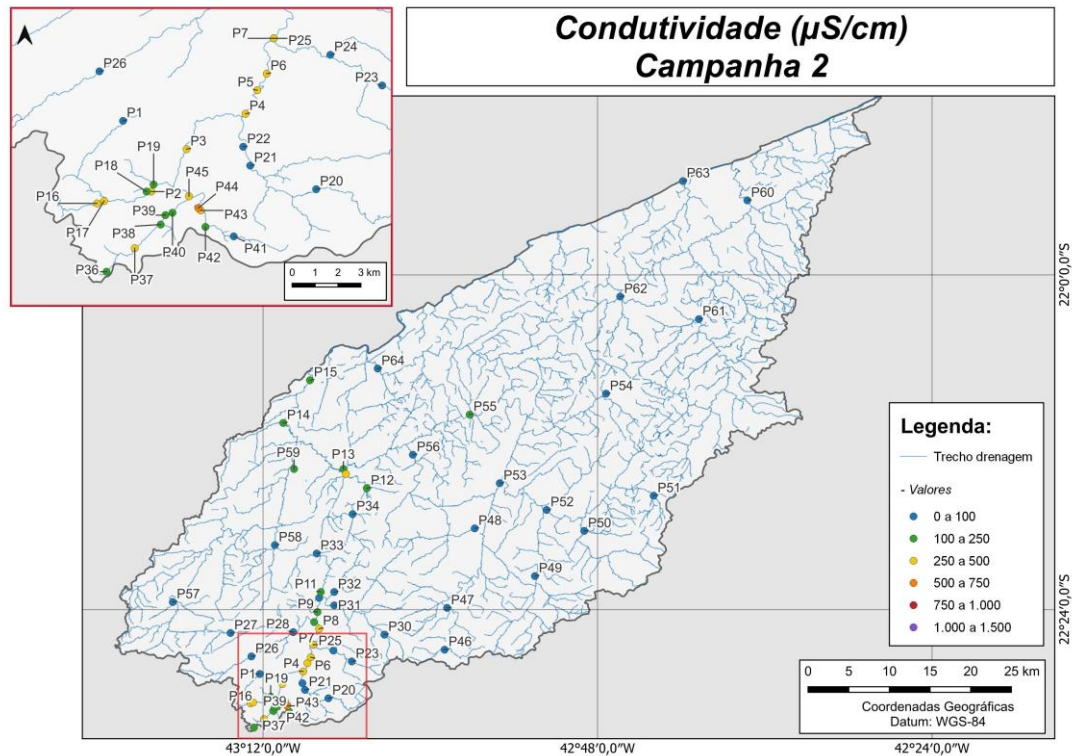 Condutividade (µS/cm)
Campanha 2
P7
P25
P24
P26
P6
P23
P5
P1
P4
P3
P22
P19
P21
P18
P45
P44
P20
P16
P2
P39
P43
P17
P38
P41
P40
P42
P36
P37
0 1 2 3 km
P63
P60
P62
P61
P64
P15
P54
P55
P14
P56
P59
P13
P12
P53
P51
P52
P34
P48
P50
P58
P33
P49
P11
P32
P57
P9
P31
P47
P8
P27
P28
P30
P7
P25
P46
P26
P23
P4
P6
P1
P19
P21
P20
P16
P39
P43
P42
P37
22°0'0,0"S
22°24'0,0"S
43°12'0,0"W
42°48'0,0"W
42°24'0,0"W
Legenda:
Trecho drenagem
- Valores
0 a 100
100 a 250
250 a 500
500 a 750
750 a 1.000
1.000 a 1.500
0 5 10 15 20 25 km
Coordenadas Geográficas
Datum: WGS-84